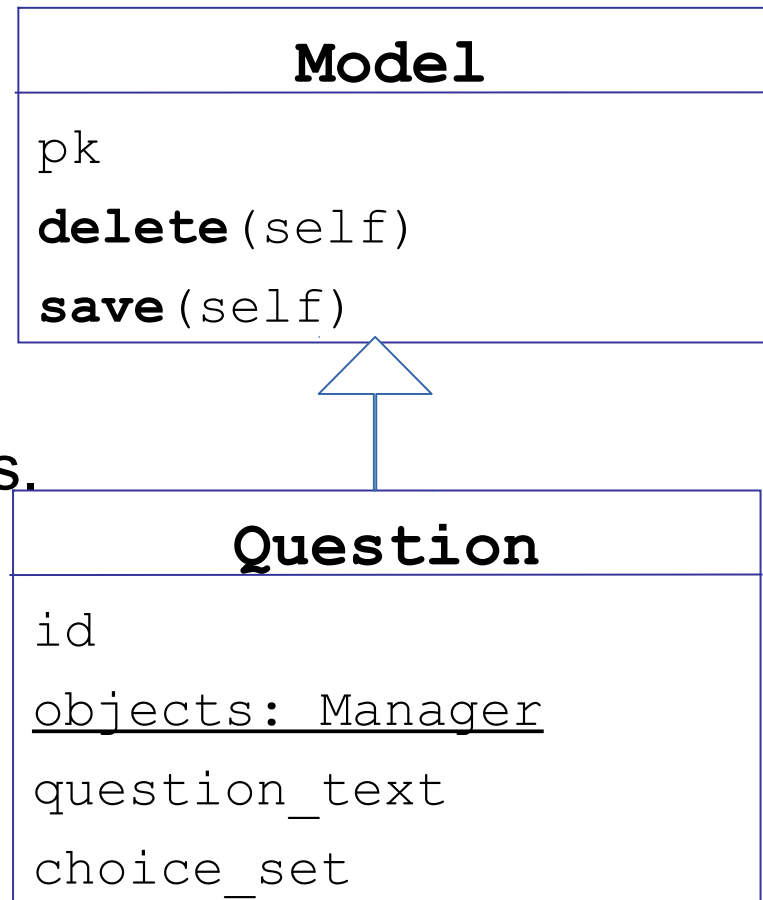 Model
pk
delete(self)
save(self)
s.
Question
id
objects: Manager
question_text
choice_set